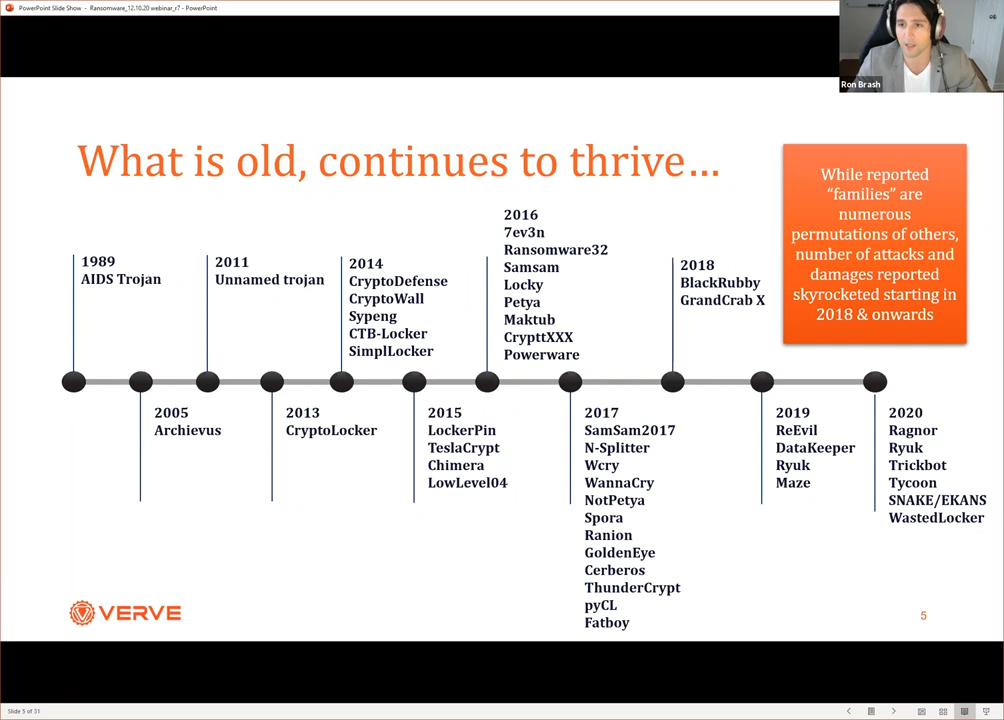 PowerPoint Slide Show - Ransomware_12.10.20 webinar_r7 - PowerPoint
Ron Brash
What is old, continues to thrive...
While reported
“families” are
numerous
permutations of others,
number of attacks and
damages reported
skyrocketed starting in
2018 & onwards
1989
AIDS Trojan
2011
Unnamed trojan
2014
CryptoDefense
CryptoWall
Sypeng
CTB-Locker
SimplLocker
2016
7ev3n
Ransomware32
Samsam
Locky
Petya
Maktub
CrypttXXX
Powerware
2018
BlackRubby
GrandCrab X
2005
Archievus
2013
CryptoLocker
2015
LockerPin
TeslaCrypt
Chimera
LowLevel04
2017
SamSam2017
N-Splitter
Wcry
WannaCry
NotPetya
Spora
Ranion
GoldenEye
Cerberos
ThunderCrypt
pyCL
Fatboy
2019
ReEvil
DataKeeper
Ryuk
Maze
2020
Ragnor
Ryuk
Trickbot
Tycoon
SNAKE/EKANS
WastedLocker
VERVE
5
Slide 5 of 31